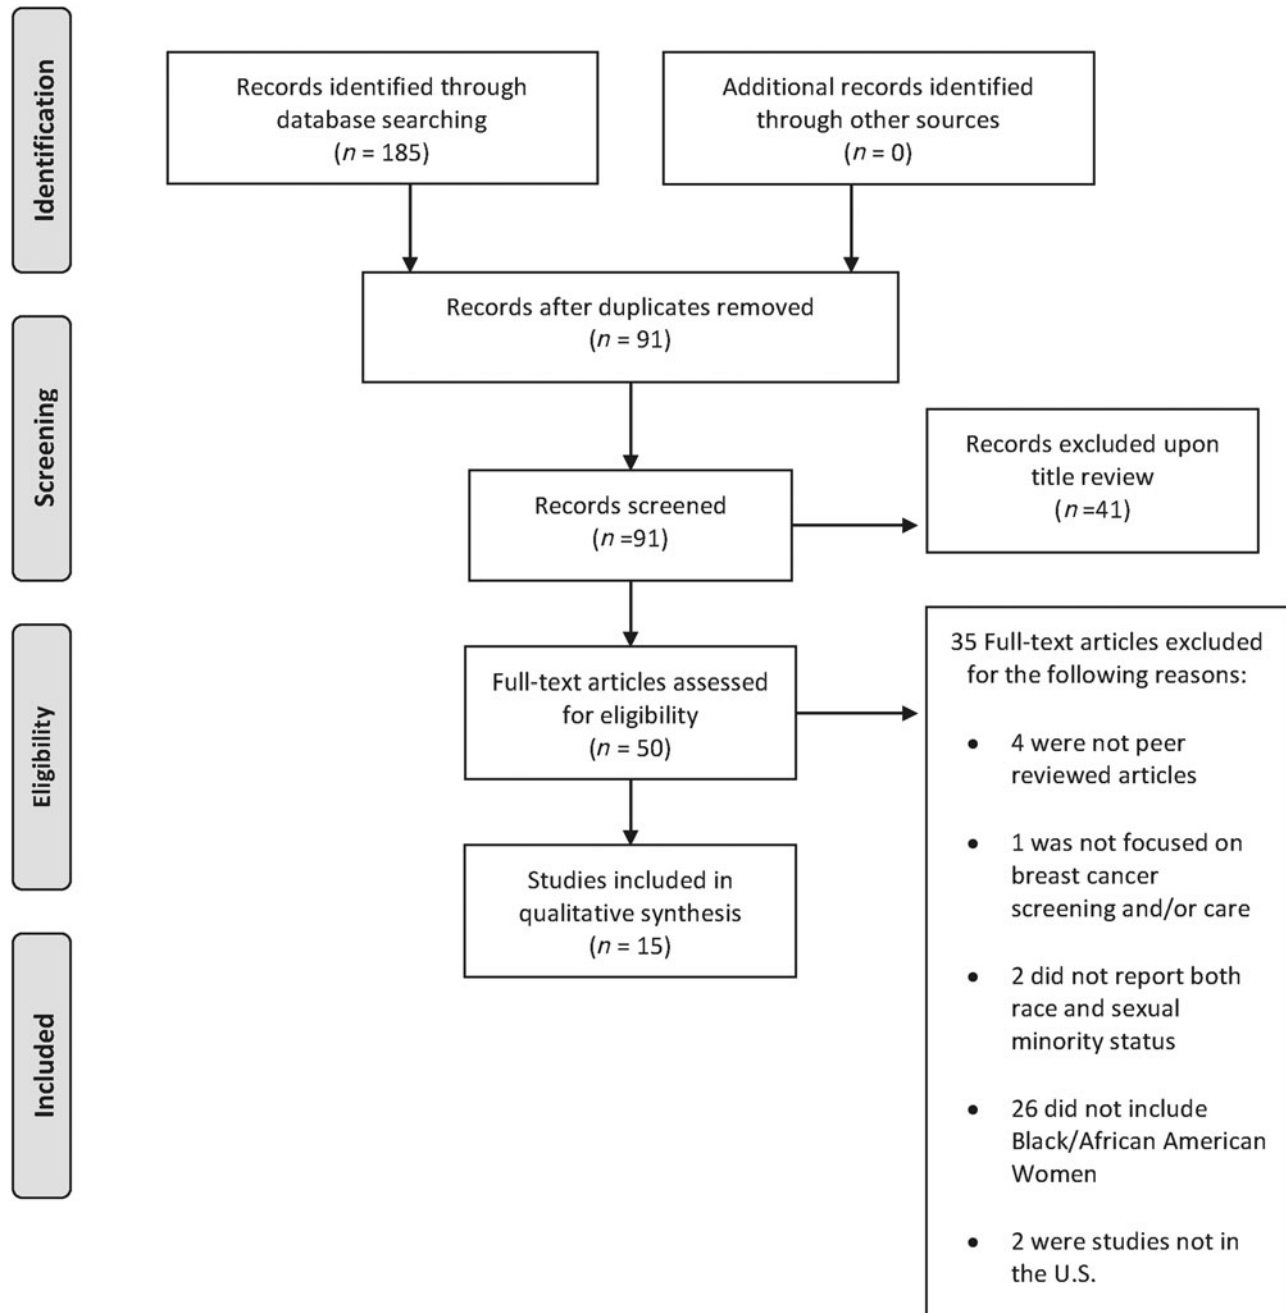 Identification
Records identified through
database searching
(n = 185)
Additional records identified
through other sources
(n = 0)
Records after duplicates removed
(n = 91)
Screening
Records screened
(n =91)
Records excluded upon
title review
(n =41)
Eligibility
Full-text articles assessed
for eligibility
(n = 50)
35 Full-text articles excluded
for the following reasons:
• 4 were not peer
reviewed articles
• 1 was not focused on
breast cancer
screening and/or care
• 2 did not report both
race and sexual
minority status
• 26 did not include
Black/African American
Women
• 2 were studies not in
the U.S.
Included
Studies included in
qualitative synthesis
(n = 15)